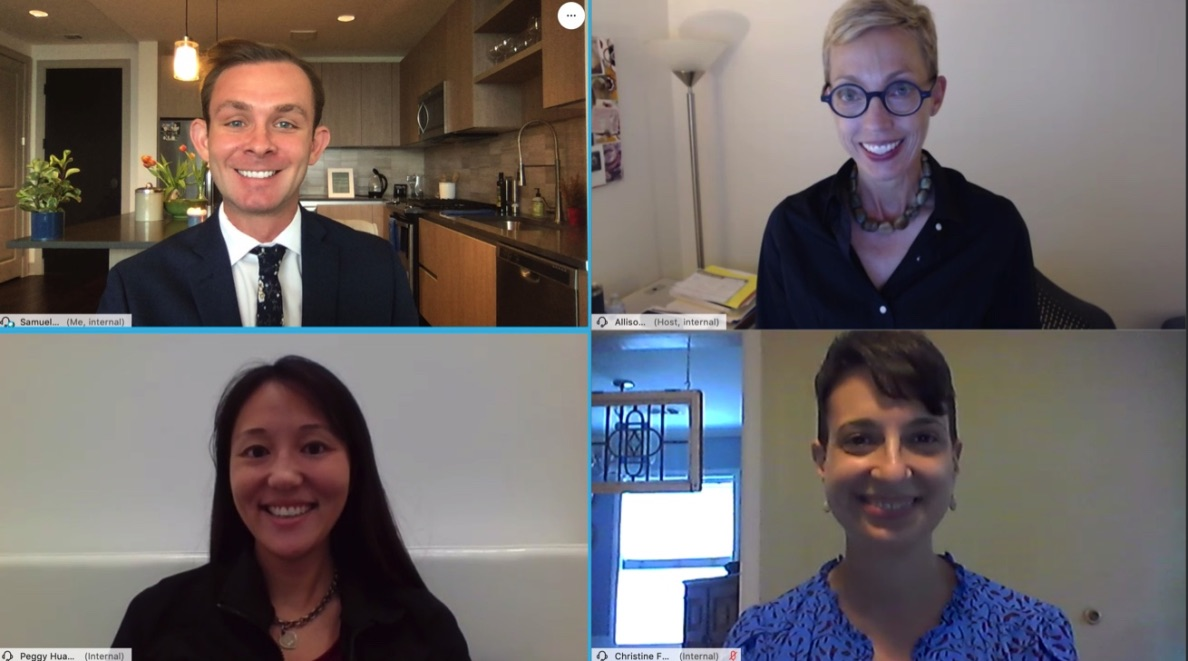 Samuel... (Me, internal)
Alliso... (Host, internal)
Peggy Hua... (Internal)
Christine F... (Internal)